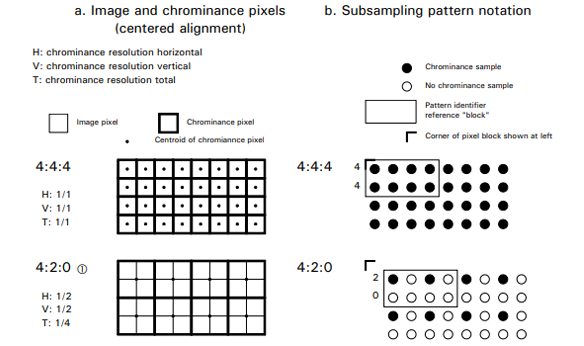 a. Image and chrominance pixels
(centered alignment)
b. Subsampling pattern notation
H: chrominance resolution horizontal
V: chrominance resolution vertical
T: chrominance resolution total
Image pixel
Chrominance pixel
Centroid of chromiannce pixel
Chrominance sample
No chrominance sample
Pattern identifier
reference "block"
Corner of pixel block shown at left
4:4:4
H: 1/1
V: 1/1
T: 1/1
4:4:4
4
4
4:2:0 ①
H: 1/2
V: 1/2
T: 1/4
4:2:0
2
0